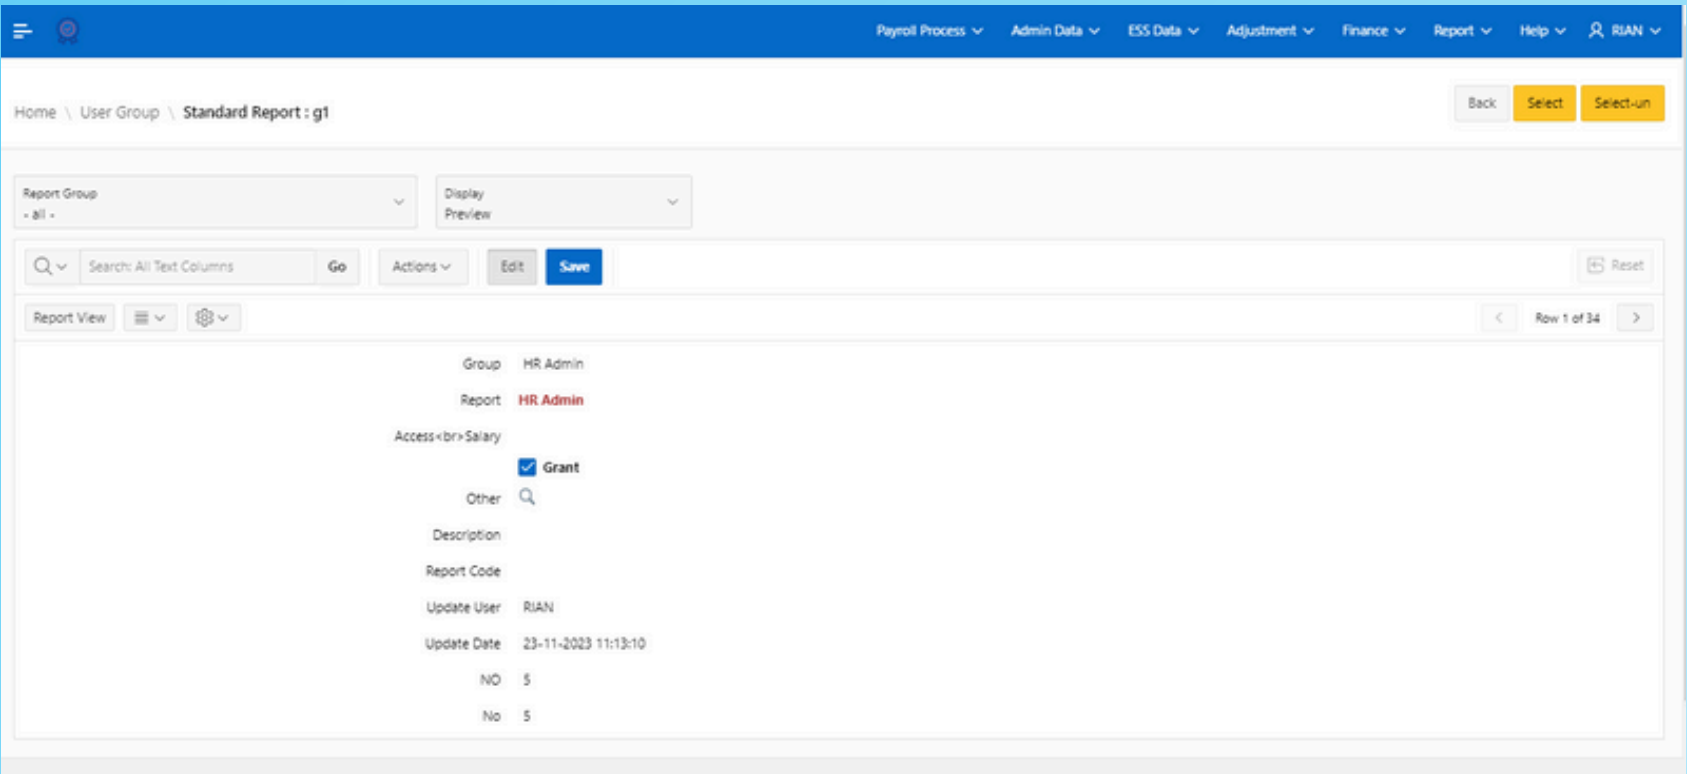 Payroll Process Admin Data ESS Data Adjustment Finance Report Help RIAN
Home \ User Group \ Standard Report : g1
Back Select Select-un
Report Group
- all -
Display
Preview
Search: All Text Columns Go Actions Edit Save Reset
Report View Row 1 of 34
Group HR Admin
Report HR Admin
Access<br>Salary
Grant
Other
Description
Report Code
Update User RIAN
Update Date 23-11-2023 11:13:10
NO 5
No 5